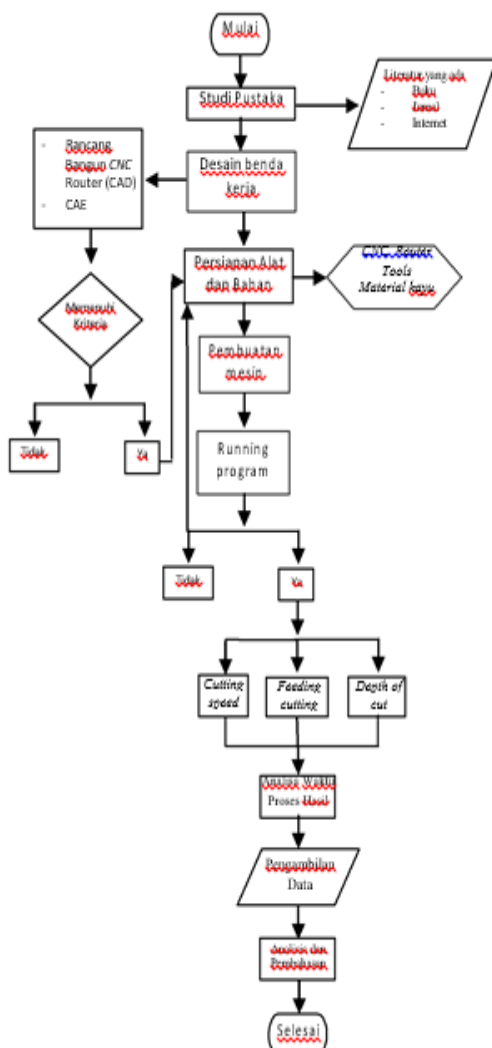 Mulai
Studi Pustaka
Literatur yang ada
- Buku
- Jurnal
- Internet
Desain benda
kerja
- Rancang
Bangun CNC
Router (CAD)
- CAE
Persiapan Alat
dan Bahan
CNC Router
Tools
Material kayu
Memenuhi
Kriteria
Tidak
Ya
Pembuatan
mesin
Running
program
Tidak
Ya
Cutting
speed
Feeding
cutting
Depth of
cut
Analisa Waktu
Proses Hasil
Pengambilan
Data
Analisis dan
Pembahasan
Selesai